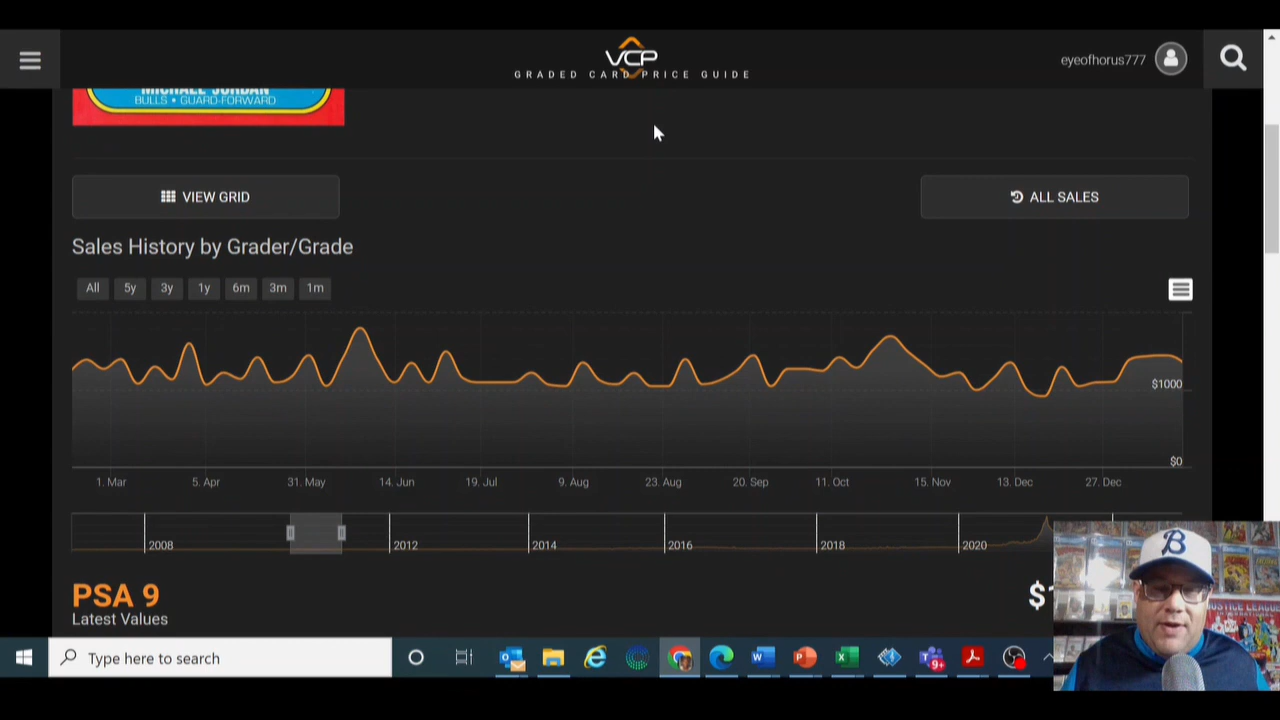 VCP
GRADED CARD PRICE GUIDE
eyeofhorus777
MICHAEL JORDAN
BULLS • GUARD-FORWARD
VIEW GRID
ALL SALES
Sales History by Grader/Grade
All 5y 3y 1y 6m 3m 1m
$1000
$0
1. Mar 5. Apr 31. May 14. Jun 19. Jul 9. Aug 23. Aug 20. Sep 11. Oct 15. Nov 13. Dec 27. Dec
2008 2012 2014 2016 2018 2020
PSA 9
Latest Values
Type here to search
9+
B
JUSTICE LEAGUE